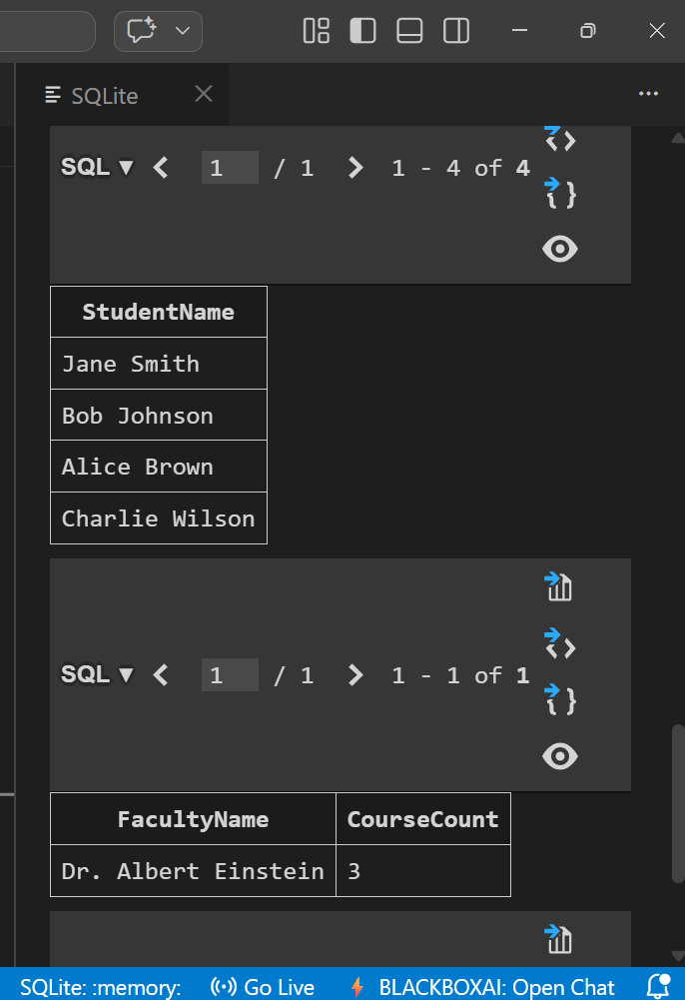 SQLite
SQL ▼ 1 / 1 1 - 4 of 4
StudentName
Jane Smith
Bob Johnson
Alice Brown
Charlie Wilson
SQL ▼ 1 / 1 1 - 1 of 1
FacultyName CourseCount
Dr. Albert Einstein 3
SQLite: :memory: Go Live BLACKBOXAI: Open Chat